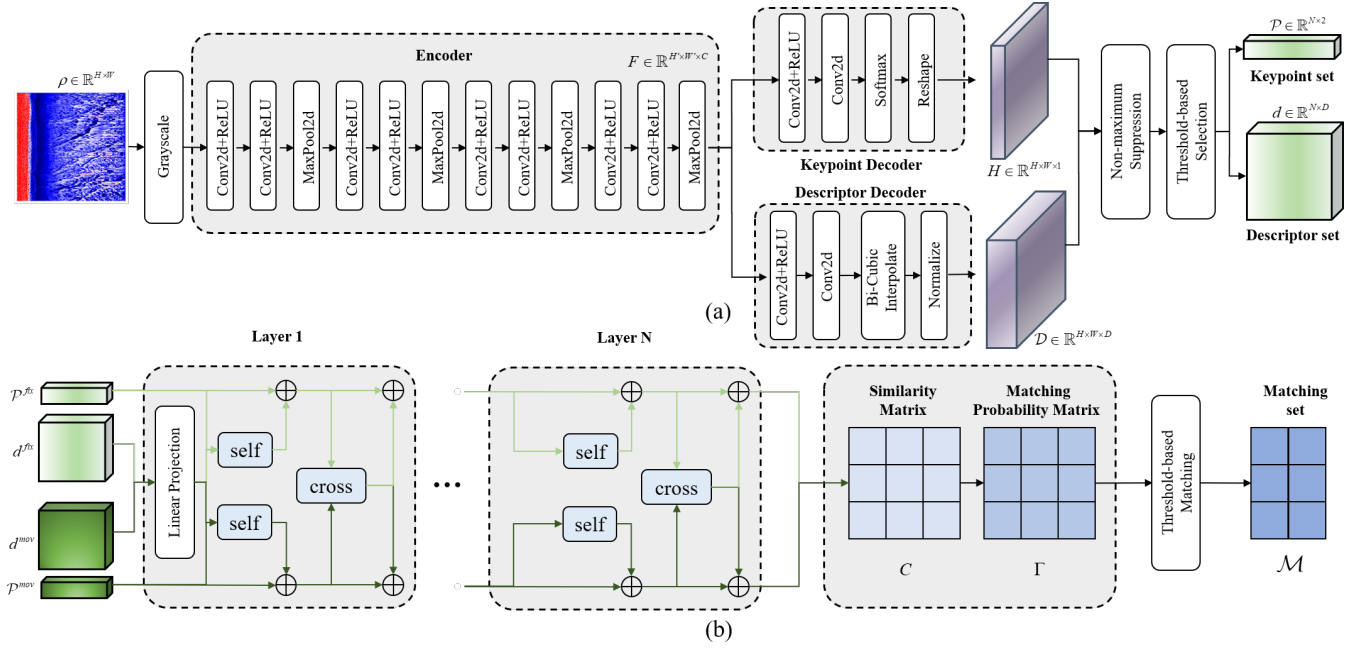 ρ ∈ ℝ^{H×W}
Grayscale
Encoder
F ∈ ℝ^{H'×W'×C}
Conv2d+ReLU
Conv2d+ReLU
MaxPool2d
Conv2d+ReLU
Conv2d+ReLU
MaxPool2d
Conv2d+ReLU
Conv2d+ReLU
MaxPool2d
Conv2d+ReLU
Conv2d+ReLU
MaxPool2d
Conv2d+ReLU
Conv2d
Softmax
Reshape
Keypoint Decoder
Descriptor Decoder
Conv2d+ReLU
Conv2d
Bi-Cubic
Interpolate
Normalize
H ∈ ℝ^{H×W×1}
𝒟 ∈ ℝ^{H×W×D}
Non-maximum
Suppression
Threshold-based
Selection
𝒫 ∈ ℝ^{N×2}
Keypoint set
d ∈ ℝ^{N×D}
Descriptor set
(a)
Layer 1
Layer N
𝒫^{fix}
d^{fix}
d^{mov}
𝒫^{mov}
Linear Projection
self
self
cross
...
self
self
cross
Similarity
Matrix
C
Matching
Probability Matrix
Γ
Threshold-based
Matching
Matching
set
ℳ
(b)